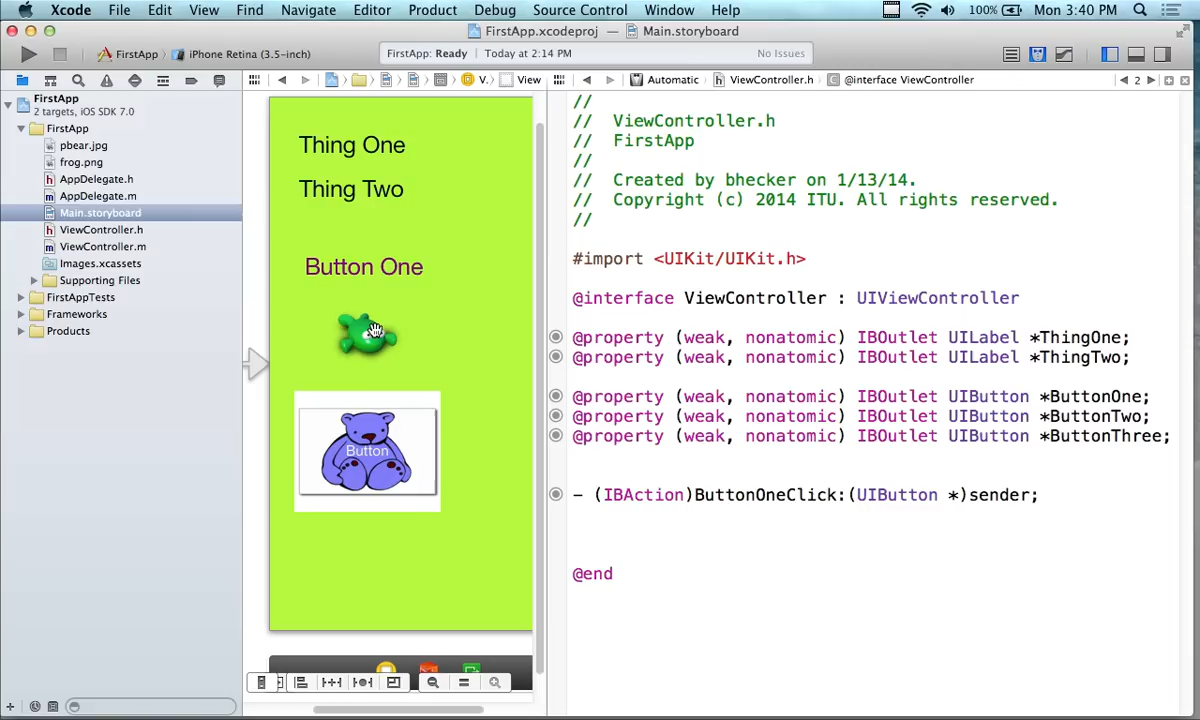 Xcode File Edit View Find Navigate Editor Product Debug Source Control Window Help 100% Mon 3:40 PM
FirstApp.xcodeproj — Main.storyboard
FirstApp iPhone Retina (3.5-inch) FirstApp: Ready Today at 2:14 PM No Issues
V. View Automatic ViewController.h @interface ViewController 2
FirstApp
2 targets, iOS SDK 7.0
FirstApp
pbear.jpg
frog.png
AppDelegate.h
AppDelegate.m
Main.storyboard
ViewController.h
ViewController.m
Images.xcassets
Supporting Files
FirstAppTests
Frameworks
Products
Thing One
Thing Two
Button One
Button
//
// ViewController.h
// FirstApp
//
// Created by bhecker on 1/13/14.
// Copyright (c) 2014 ITU. All rights reserved.
//
#import <UIKit/UIKit.h>
@interface ViewController : UIViewController
@property (weak, nonatomic) IBOutlet UILabel *ThingOne;
@property (weak, nonatomic) IBOutlet UILabel *ThingTwo;
@property (weak, nonatomic) IBOutlet UIButton *ButtonOne;
@property (weak, nonatomic) IBOutlet UIButton *ButtonTwo;
@property (weak, nonatomic) IBOutlet UIButton *ButtonThree;
- (IBAction)ButtonOneClick:(UIButton *)sender;
@end